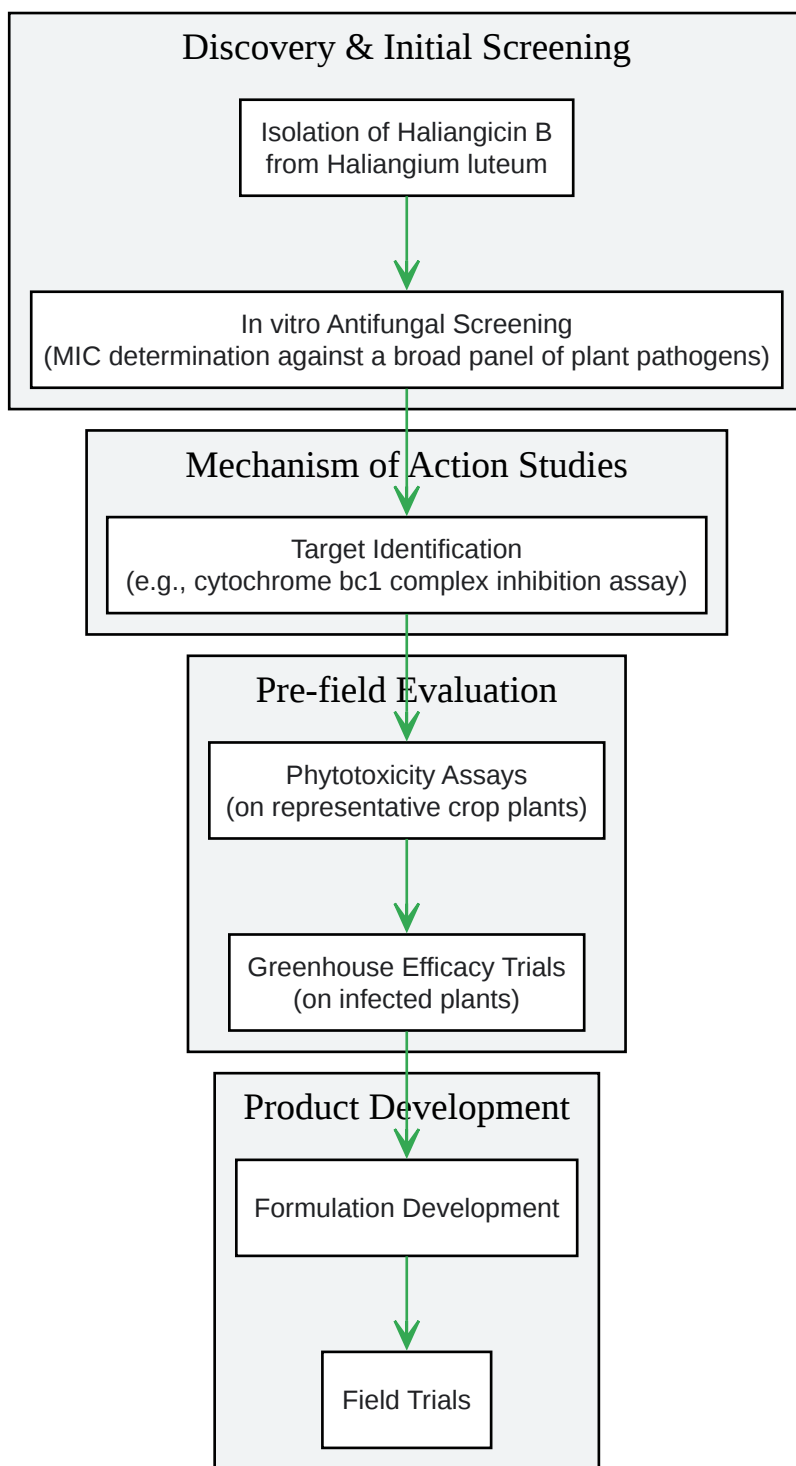 Discovery & Initial Screening
Isolation of Haliangicin B
from Haliangium luteum
In vitro Antifungal Screening
(MIC determination against a broad panel of plant pathogens)
Mechanism of Action Studies
Target Identification
(e.g., cytochrome bc1 complex inhibition assay)
Pre-field Evaluation
Phytotoxicity Assays
(on representative crop plants)
Greenhouse Efficacy Trials
(on infected plants)
Product Development
Formulation Development
Field Trials